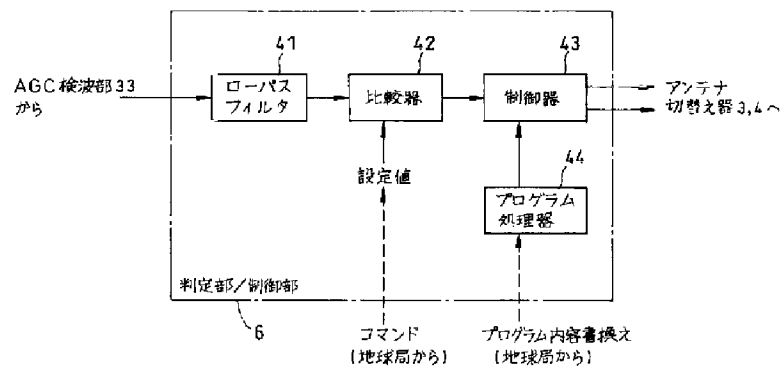 41
42
43
AGC検波部33
から
ローパス
フィルタ
比較器
制御器
アンテナ
切替え器3,4へ
設定値
44
プログラム
処理器
判定部/制御部
6
コマンド
(地球局から)
プログラム内容書換え
(地球局から)